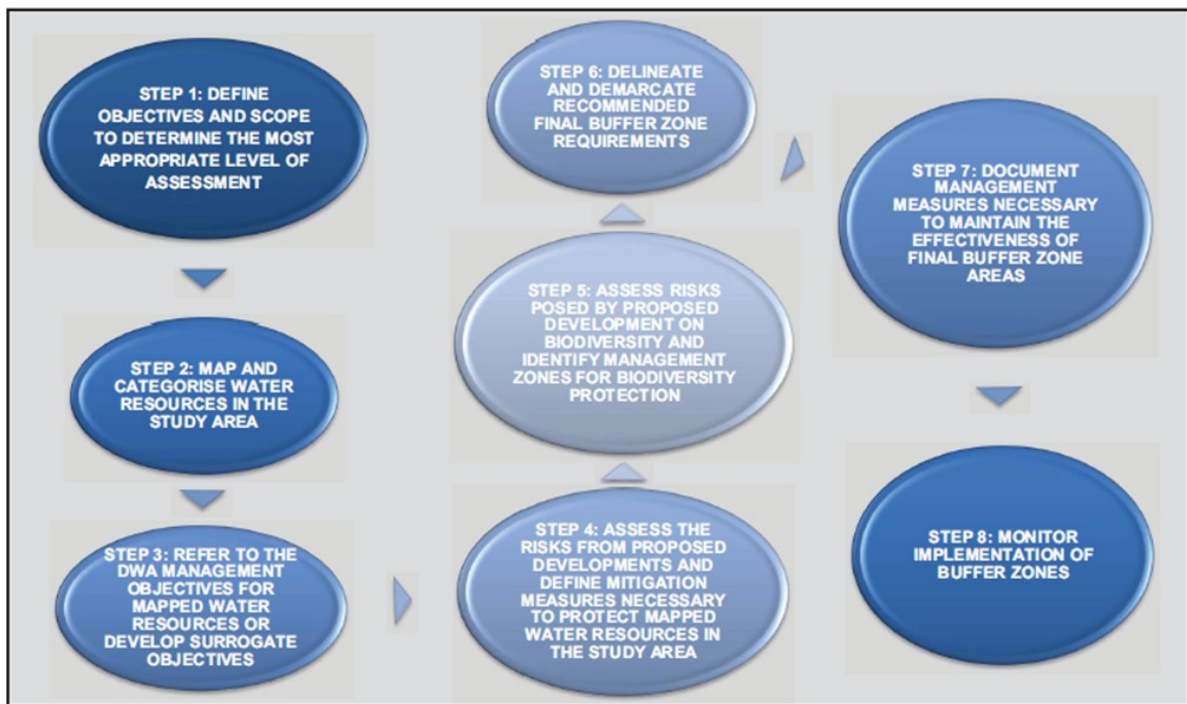 STEP 1: DEFINE
OBJECTIVES AND SCOPE
TO DETERMINE THE MOST
APPROPRIATE LEVEL OF
ASSESSMENT
STEP 2: MAP AND
CATEGORISE WATER
RESOURCES IN THE
STUDY AREA
STEP 3: REFER TO THE
DWA MANAGEMENT
OBJECTIVES FOR
MAPPED WATER
RESOURCES OR
DEVELOP SURROGATE
OBJECTIVES
STEP 4: ASSESS THE
RISKS FROM PROPOSED
DEVELOPMENTS AND
DEFINE MITIGATION
MEASURES NECESSARY
TO PROTECT MAPPED
WATER RESOURCES IN
THE STUDY AREA
STEP 5: ASSESS RISKS
POSED BY PROPOSED
DEVELOPMENT ON
BIODIVERSITY AND
IDENTIFY MANAGEMENT
ZONES FOR BIODIVERSITY
PROTECTION
STEP 6: DELINEATE
AND DEMARCATE
RECOMMENDED
FINAL BUFFER ZONE
REQUIREMENTS
STEP 7: DOCUMENT
MANAGEMENT
MEASURES NECESSARY
TO MAINTAIN THE
EFFECTIVENESS OF
FINAL BUFFER ZONE
AREAS
STEP 8: MONITOR
IMPLEMENTATION OF
BUFFER ZONES